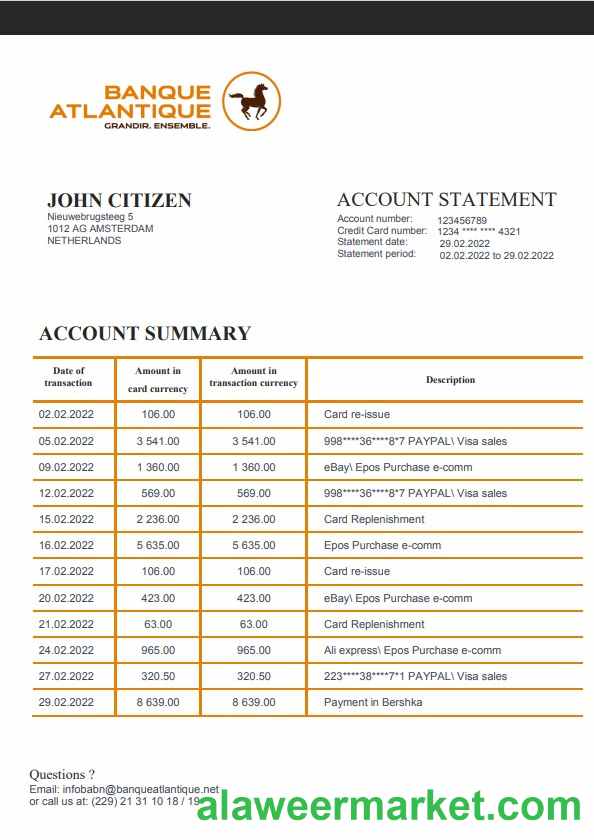 BANQUE
ATLANTIQUE
GRANDIR. ENSEMBLE.
JOHN CITIZEN
Nieuwebrugsteeg 5
1012 AG AMSTERDAM
NETHERLANDS
ACCOUNT STATEMENT
Account number: 123456789
Credit Card number: 1234 **** **** 4321
Statement date: 29.02.2022
Statement period: 02.02.2022 to 29.02.2022
ACCOUNT SUMMARY
Date of transaction Amount in card currency Amount in transaction currency Description
02.02.2022 106.00 106.00 Card re-issue
05.02.2022 3 541.00 3 541.00 998****36****8*7 PAYPAL\ Visa sales
09.02.2022 1 360.00 1 360.00 eBay\ Epos Purchase e-comm
12.02.2022 569.00 569.00 998****36****8*7 PAYPAL\ Visa sales
15.02.2022 2 236.00 2 236.00 Card Replenishment
16.02.2022 5 635.00 5 635.00 Epos Purchase e-comm
17.02.2022 106.00 106.00 Card re-issue
20.02.2022 423.00 423.00 eBay\ Epos Purchase e-comm
21.02.2022 63.00 63.00 Card Replenishment
24.02.2022 965.00 965.00 Ali express\ Epos Purchase e-comm
27.02.2022 320.50 320.50 223****38****7*1 PAYPAL\ Visa sales
29.02.2022 8 639.00 8 639.00 Payment in Bershka
Questions ?
Email: infobabn@banqueatlantique.net
or call us at: (229) 21 31 10 18 / 19
alaweermarket.com